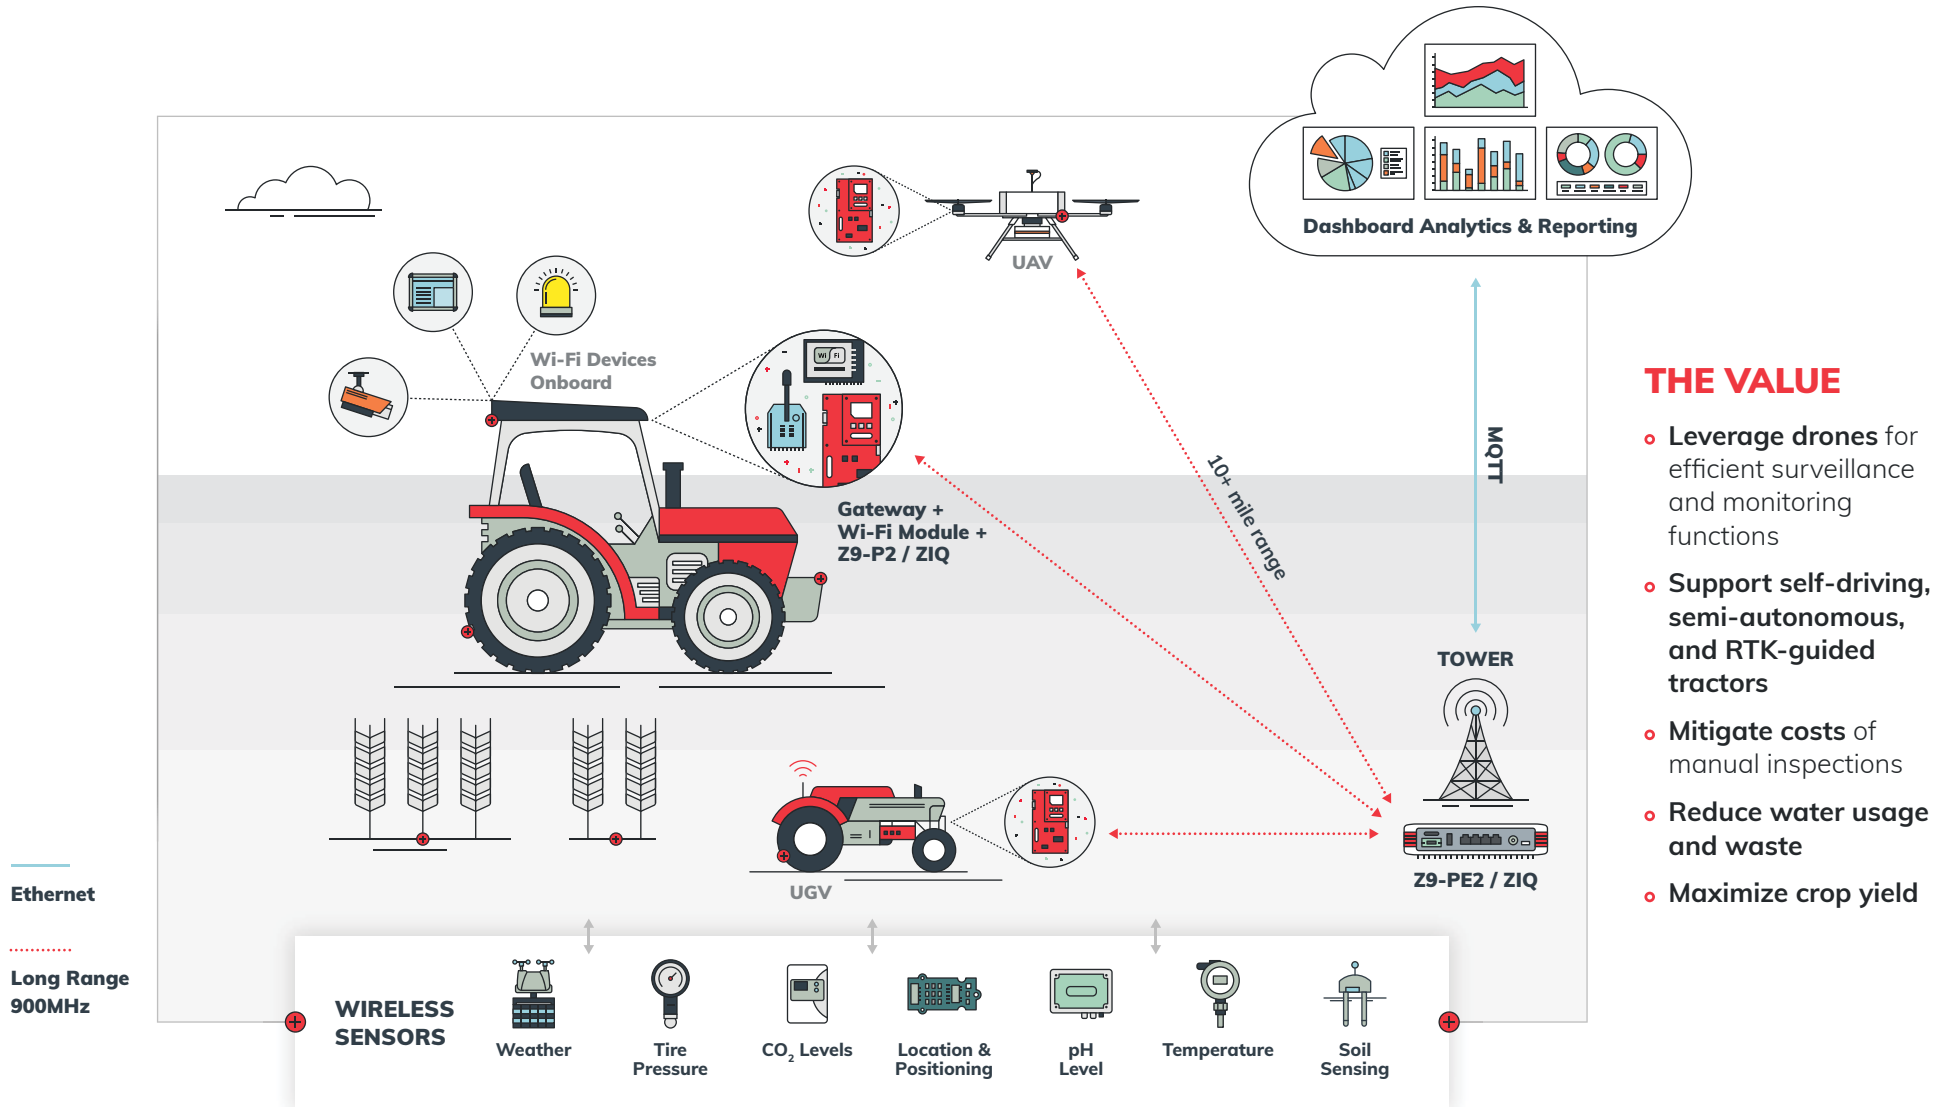 Dashboard Analytics & Reporting
UAV
Wi-Fi Devices
Onboard
Wi Fi
Gateway +
Wi-Fi Module +
Z9-P2 / ZIQ
10+ mile range
MQTT
TOWER
Z9-PE2 / ZIQ
UGV
Ethernet
Long Range
900MHz
WIRELESS
SENSORS
Weather
Tire
Pressure
CO₂ Levels
Location &
Positioning
pH
Level
Temperature
Soil
Sensing
THE VALUE
Leverage drones for
efficient surveillance
and monitoring
functions
Support self-driving,
semi-autonomous,
and RTK-guided
tractors
Mitigate costs of
manual inspections
Reduce water usage
and waste
Maximize crop yield